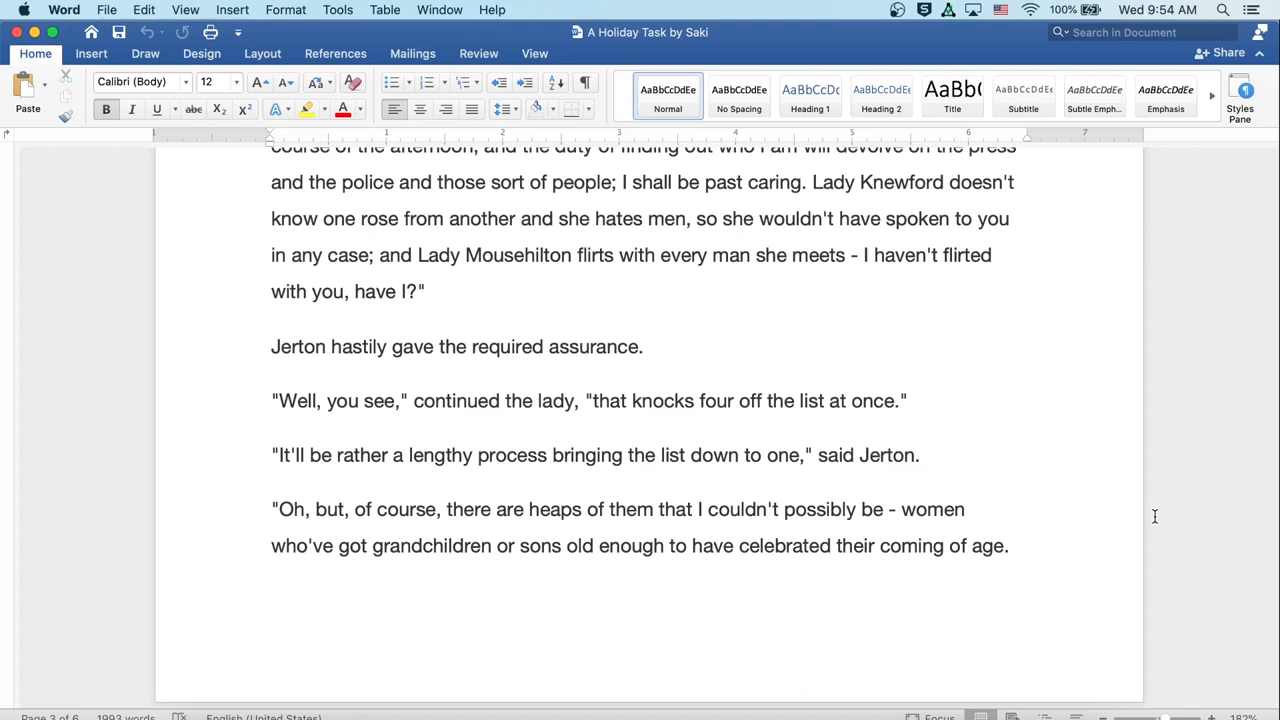 Word File Edit View Insert Format Tools Table Window Help 100% Wed 9:54 AM
A Holiday Task by Saki
Search in Document
Home Insert Draw Design Layout References Mailings Review View
Share
Paste
Calibri (Body) 12
AaBbCcDdEe AaBbCcDdEe AaBbCcDc AaBbCcDdEe AaBb( AaBbCcDdEe AaBbCcDdEe AaBbCcDdEe
Normal No Spacing Heading 1 Heading 2 Title Subtitle Subtle Emph... Emphasis
Styles
Pane
1 1 2 3 4 5 6 7
course of the afternoon, and the duty of finding out who I am will devolve on the press
and the police and those sort of people; I shall be past caring. Lady Knewford doesn't
know one rose from another and she hates men, so she wouldn't have spoken to you
in any case; and Lady Mousehilton flirts with every man she meets - I haven't flirted
with you, have I?"
Jerton hastily gave the required assurance.
"Well, you see," continued the lady, "that knocks four off the list at once."
"It'll be rather a lengthy process bringing the list down to one," said Jerton.
"Oh, but, of course, there are heaps of them that I couldn't possibly be - women
who've got grandchildren or sons old enough to have celebrated their coming of age.
Page 3 of 6 1993 words English (United States) Focus 182%